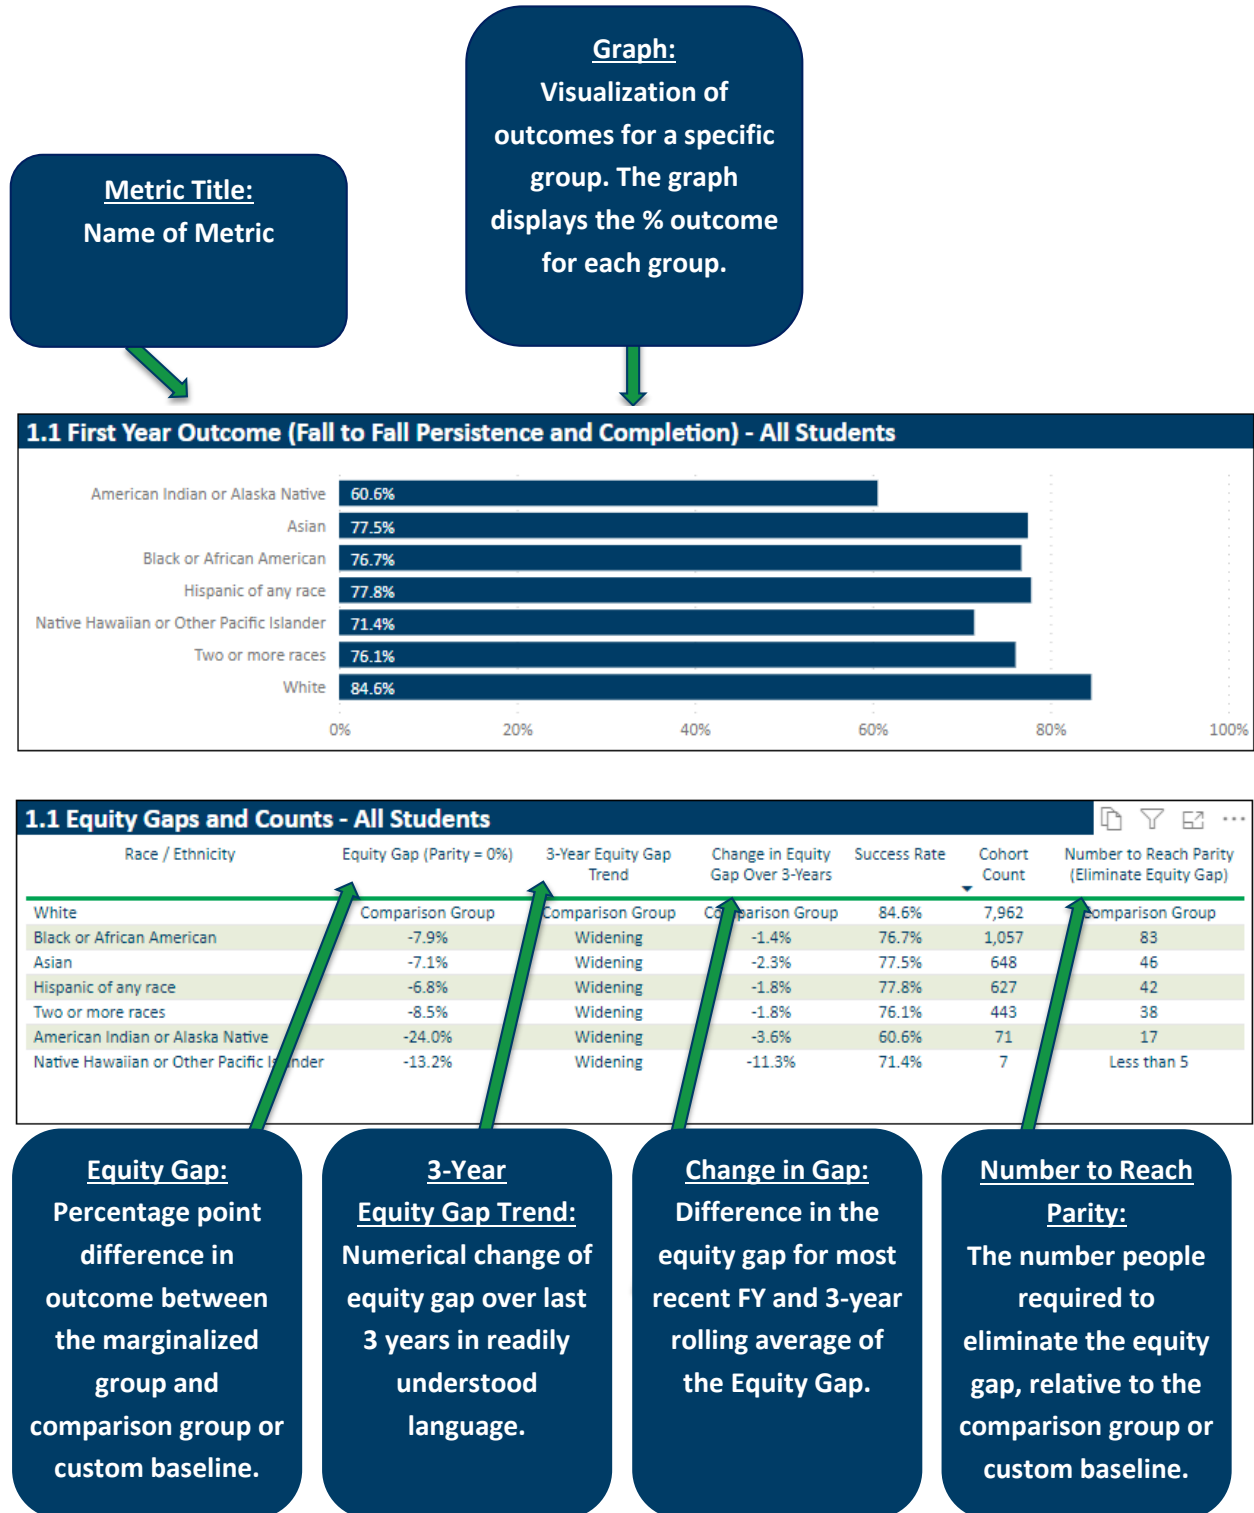 Graph:
Visualization of
outcomes for a specific
group. The graph
displays the % outcome
for each group.
Metric Title:
Name of Metric
1.1 First Year Outcome (Fall to Fall Persistence and Completion) - All Students
American Indian or Alaska Native 60.6%
Asian 77.5%
Black or African American 76.7%
Hispanic of any race 77.8%
Native Hawaiian or Other Pacific Islander 71.4%
Two or more races 76.1%
White 84.6%
0% 20% 40% 60% 80% 100%
1.1 Equity Gaps and Counts - All Students
Race / Ethnicity Equity Gap (Parity = 0%) 3-Year Equity Gap Change in Equity Success Rate Cohort Number to Reach Parity
Trend Gap Over 3-Years Count (Eliminate Equity Gap)
White Comparison Group Comparison Group Comparison Group 84.6% 7,962 Comparison Group
Black or African American -7.9% Widening -1.4% 76.7% 1,057 83
Asian -7.1% Widening -2.3% 77.5% 648 46
Hispanic of any race -6.8% Widening -1.8% 77.8% 627 42
Two or more races -8.5% Widening -1.8% 76.1% 443 38
American Indian or Alaska Native -24.0% Widening -3.6% 60.6% 71 17
Native Hawaiian or Other Pacific Islander -13.2% Widening -11.3% 71.4% 7 Less than 5
Equity Gap:
Percentage point
difference in
outcome between
the marginalized
group and
comparison group or
custom baseline.
3-Year
Equity Gap Trend:
Numerical change of
equity gap over last
3 years in readily
understood
language.
Change in Gap:
Difference in the
equity gap for most
recent FY and 3-year
rolling average of
the Equity Gap.
Number to Reach
Parity:
The number people
required to
eliminate the equity
gap, relative to the
comparison group or
custom baseline.